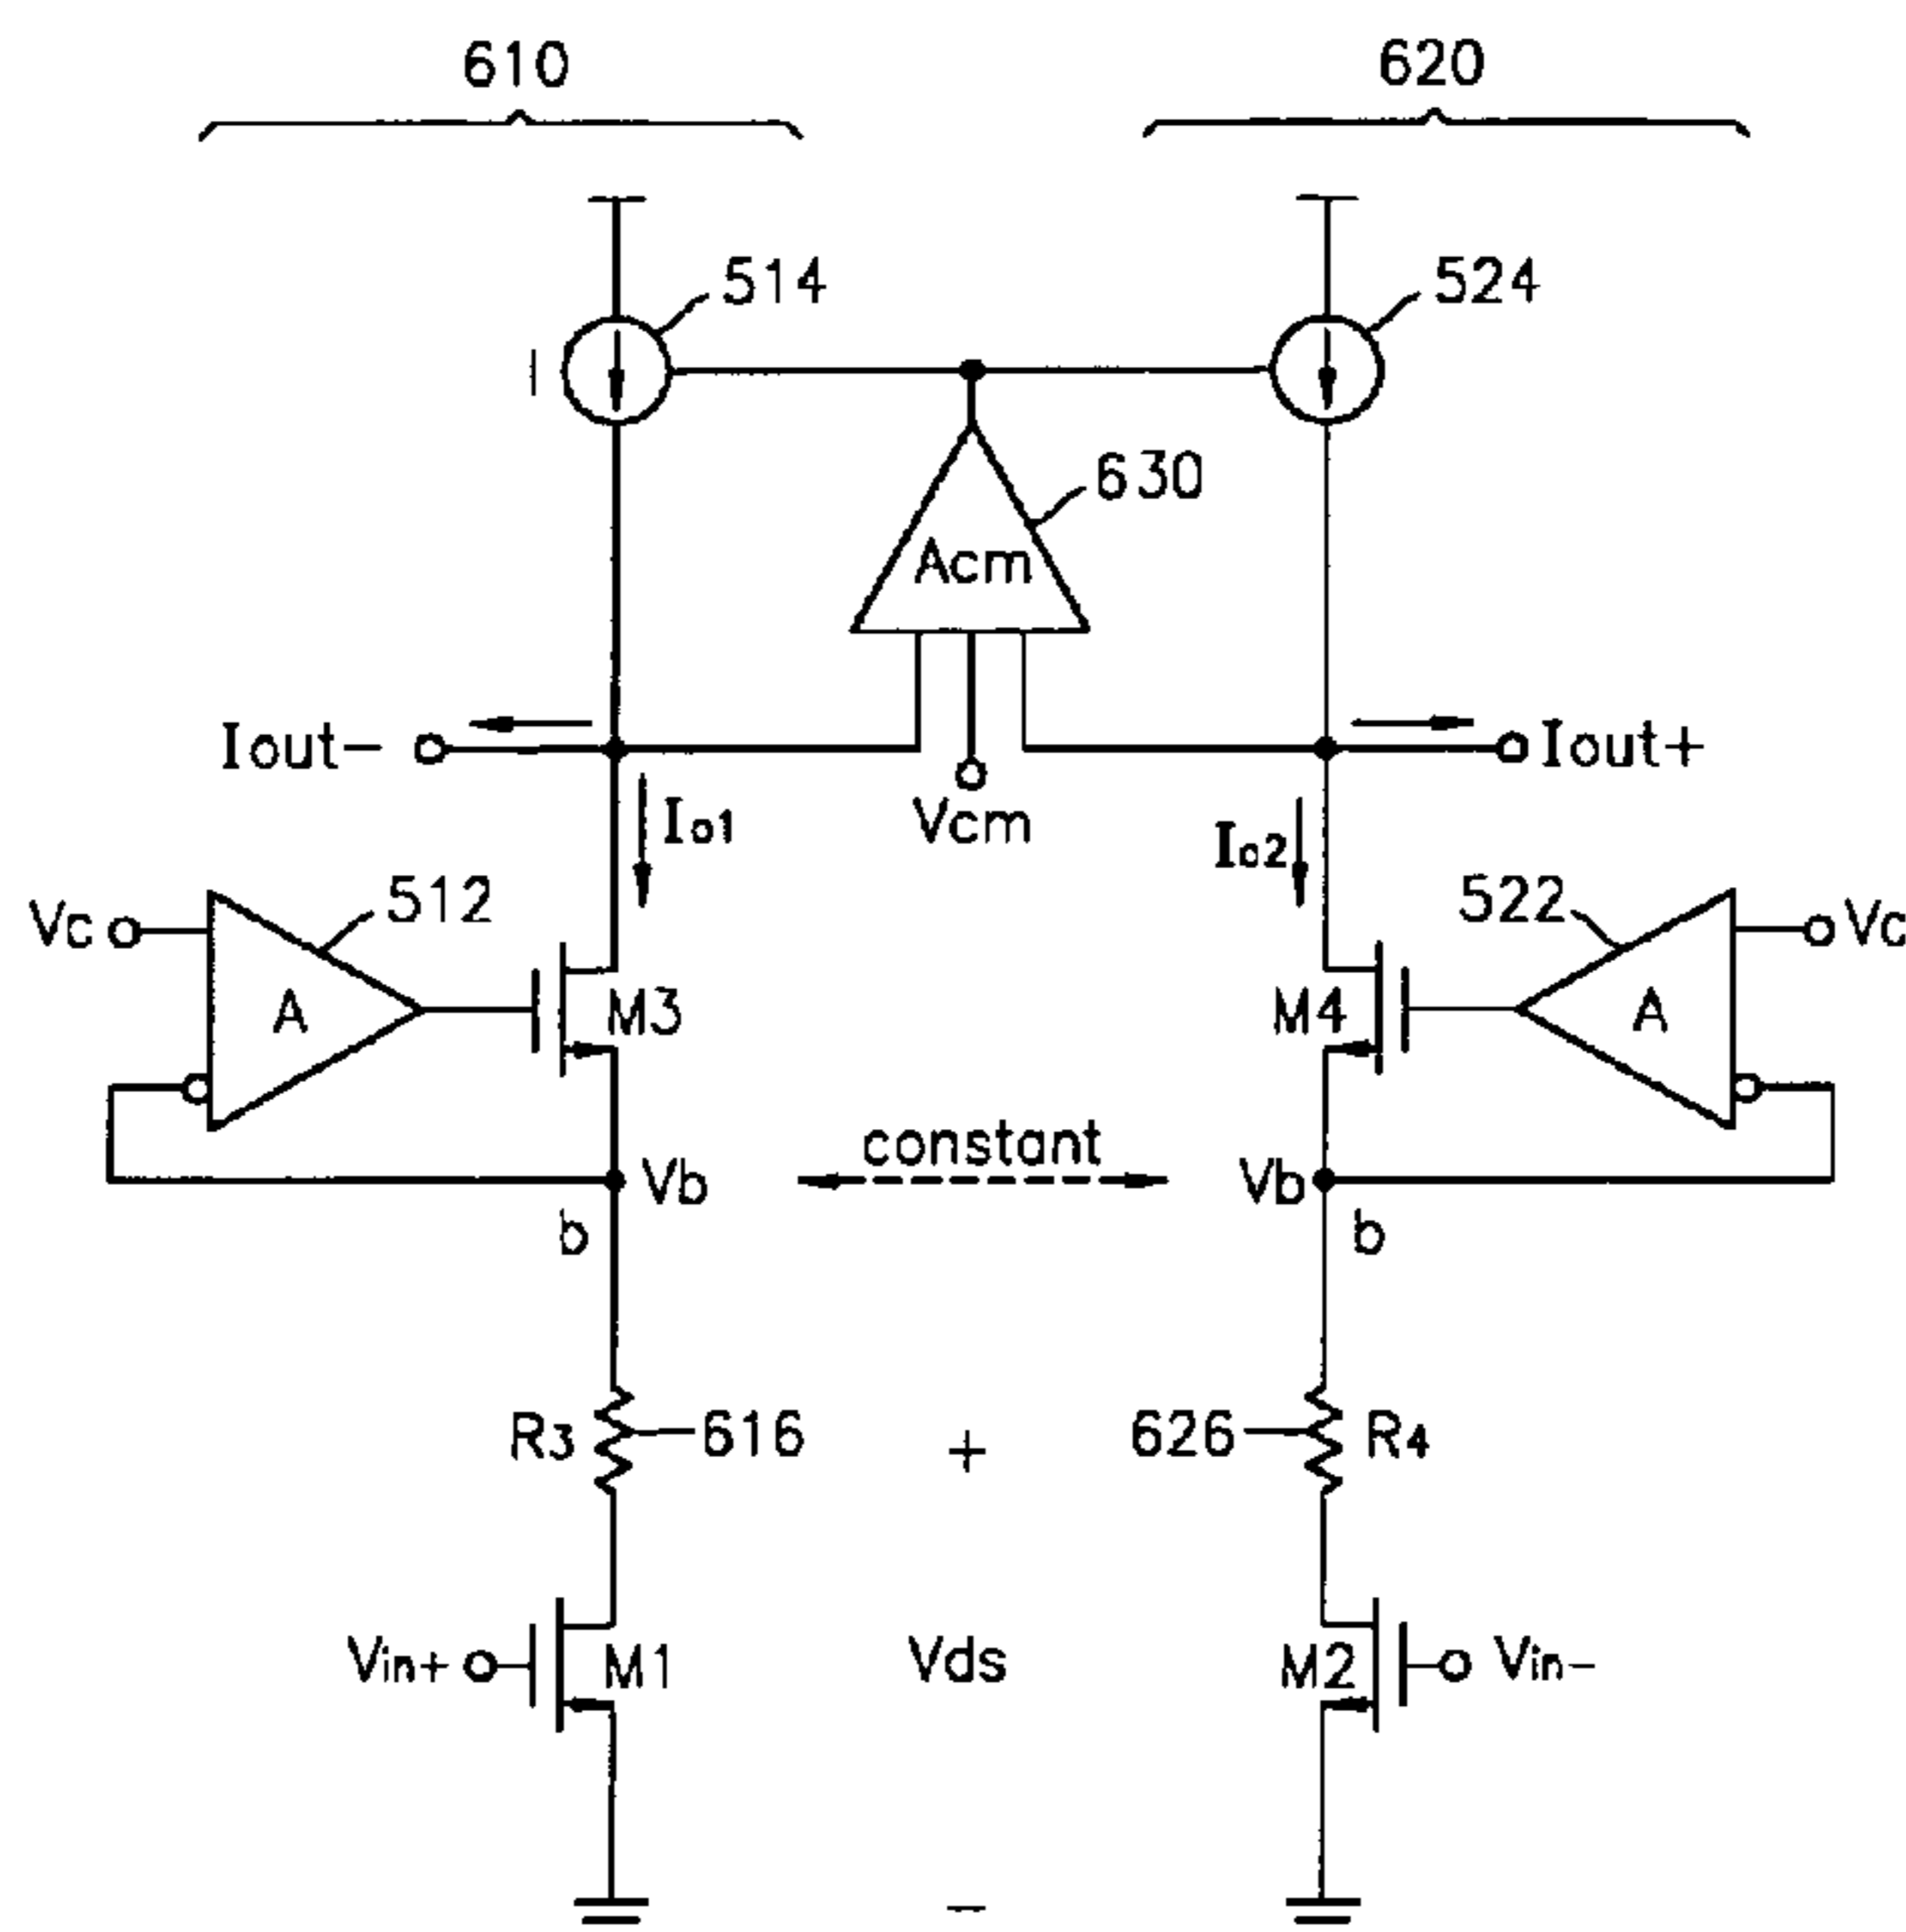 610 620
514 524
I
630
Acm
Iout− Iout+
Io1 Vcm Io2
Vc 512 522 Vc
A M3 M4 A
constant
Vb Vb
b b
R3 616 + 626 R4
Vin+ M1 Vds M2 Vin−
−